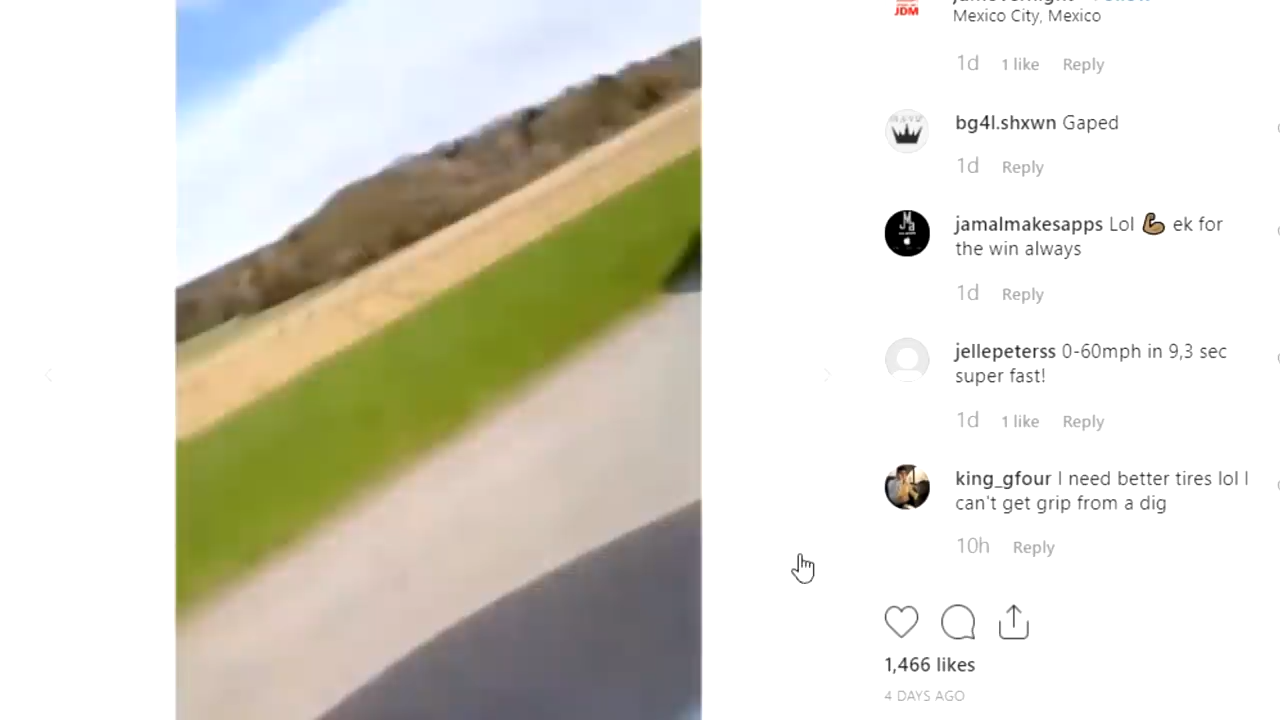 JDM
Mexico City, Mexico
1d 1 like Reply
bg4l.shxwn Gaped
1d Reply
jamalmakesapps Lol 💪🏽 ek for
the win always
1d Reply
jellepeterss 0-60mph in 9,3 sec
super fast!
1d 1 like Reply
king_gfour I need better tires lol I
can't get grip from a dig
10h Reply
1,466 likes
4 DAYS AGO